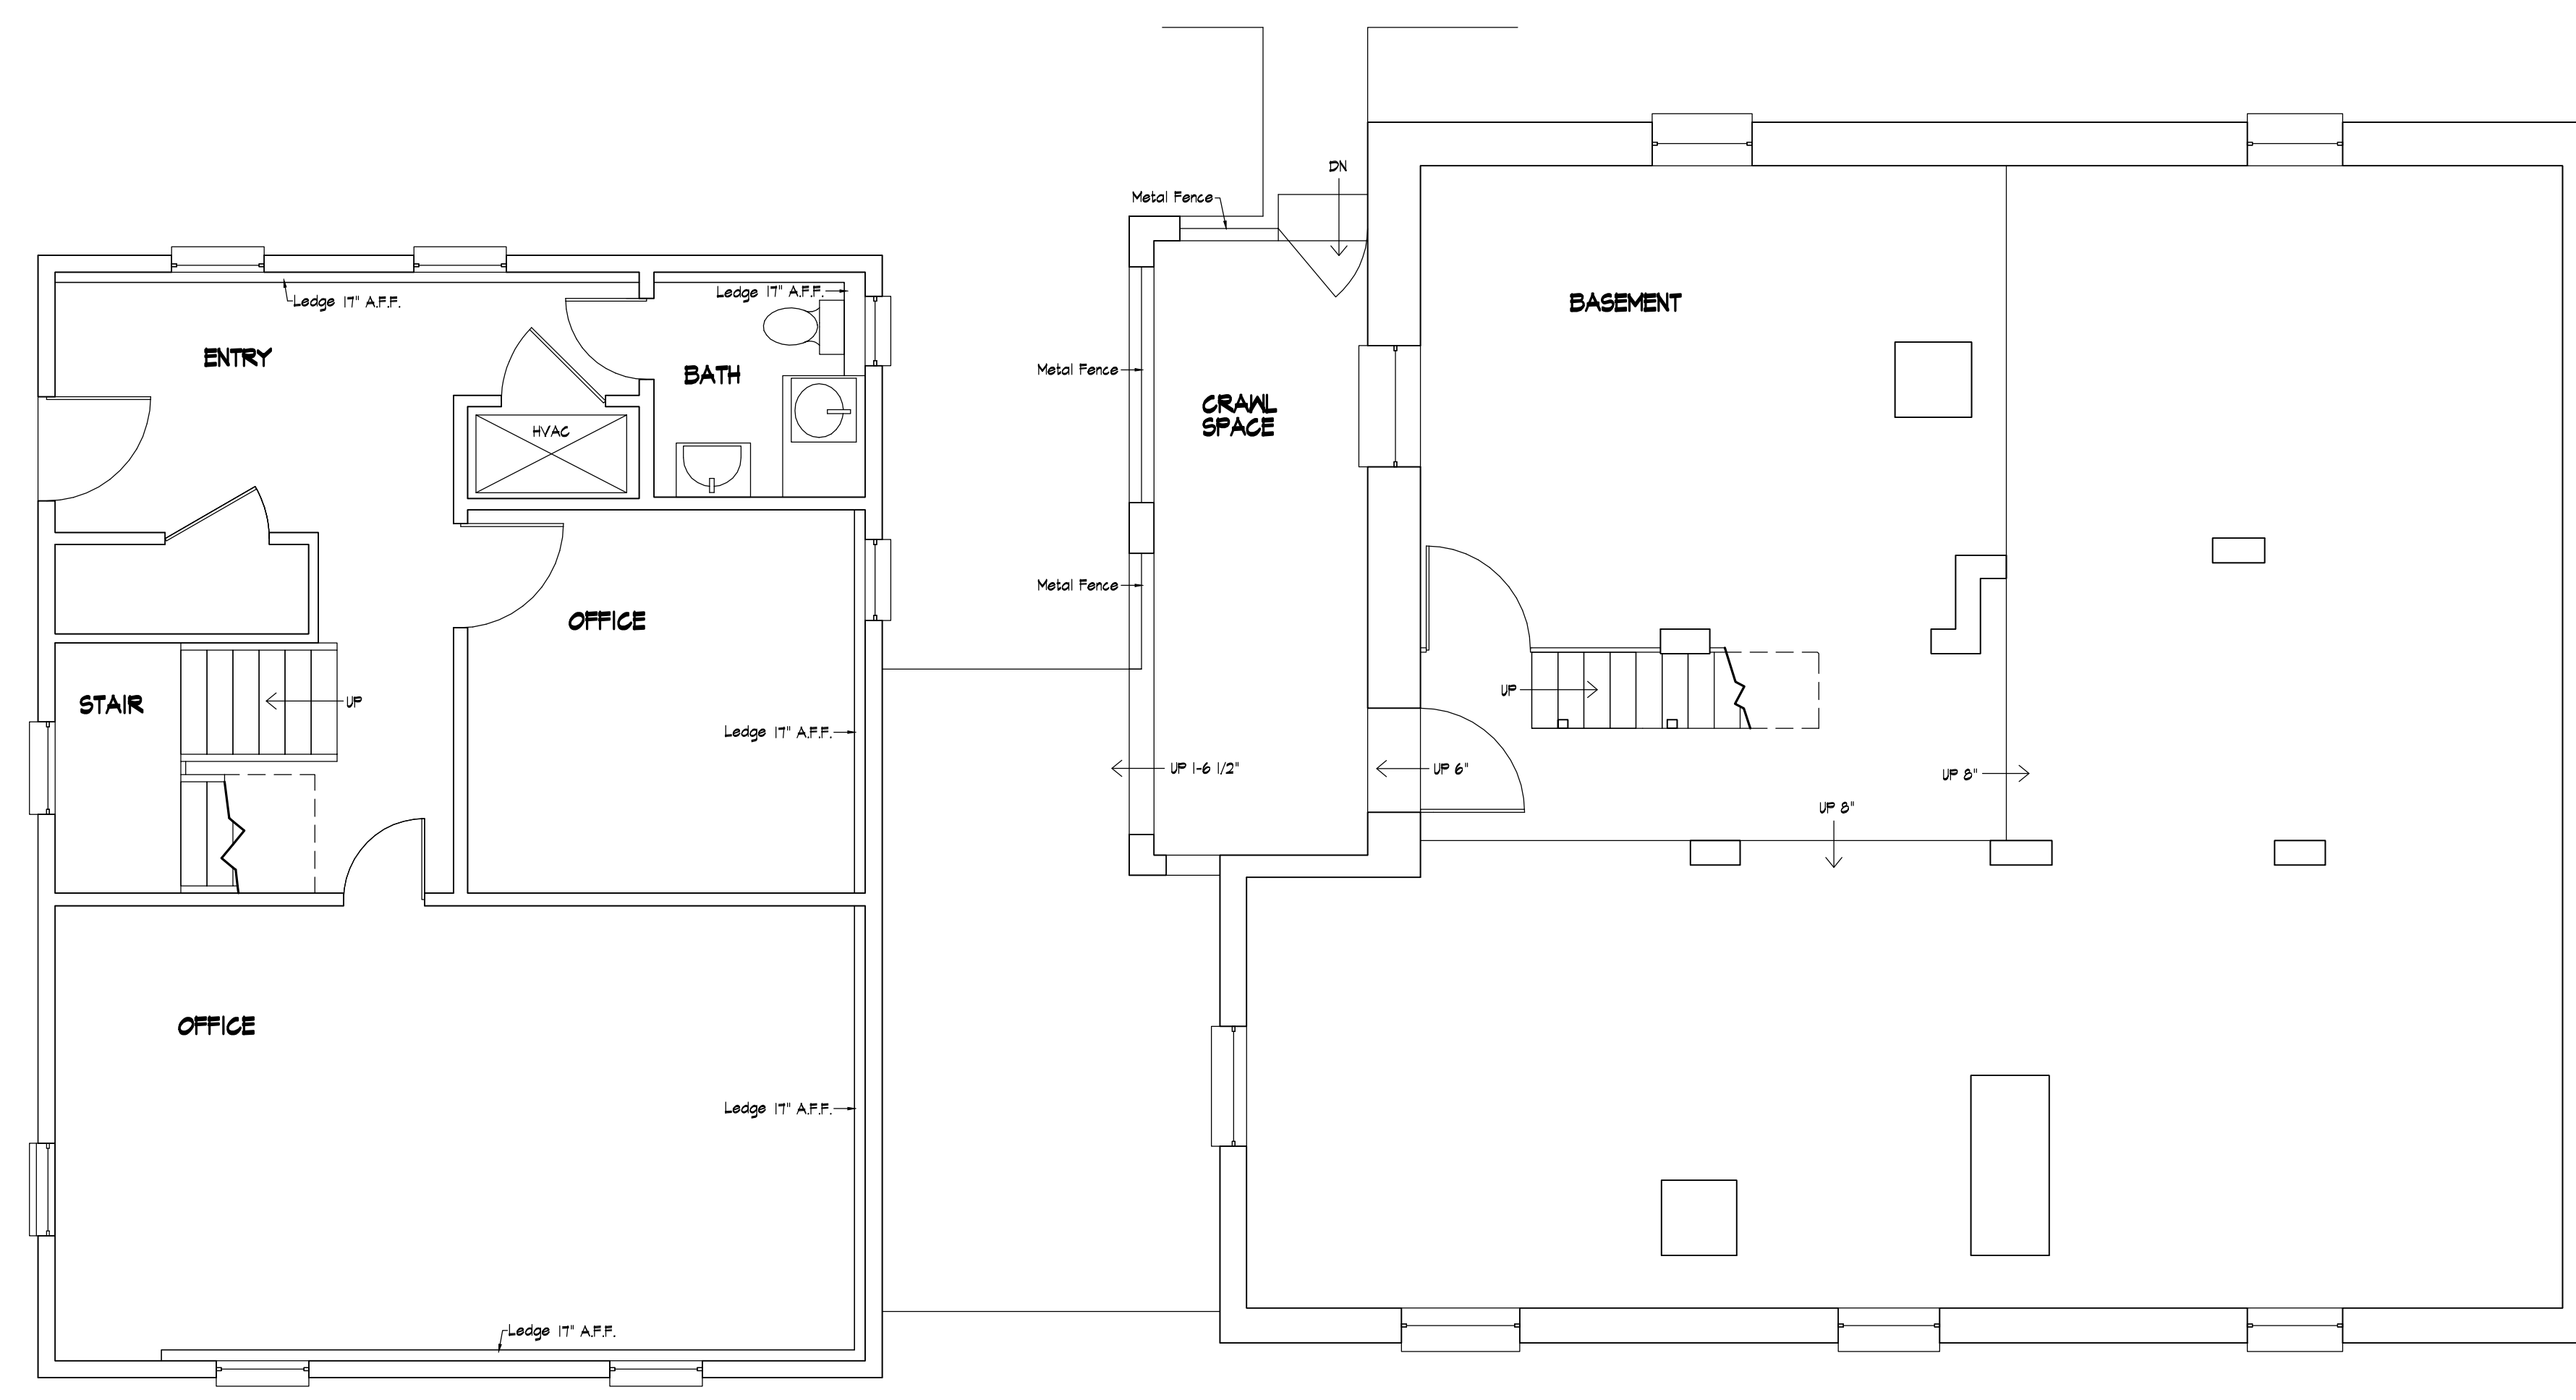 DN
Metal Fence
Ledge 17" A.F.F.
Ledge 17" A.F.F.
BASEMENT
ENTRY
BATH
Metal Fence
CRAWL
SPACE
HVAC
Metal Fence
OFFICE
STAIR
UP
UP
Ledge 17" A.F.F.
UP 1-6 1/2"
UP 6"
UP 8"
UP 8"
OFFICE
Ledge 17" A.F.F.
Ledge 17" A.F.F.